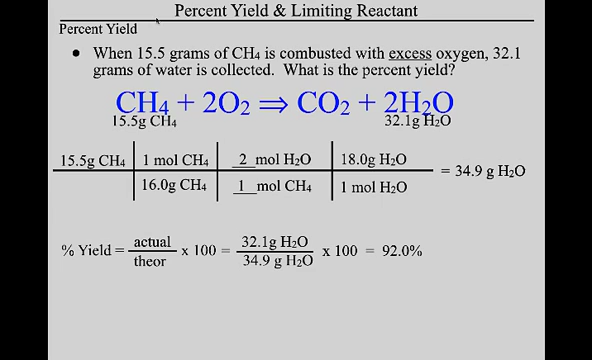 Percent Yield & Limiting Reactant
Percent Yield
• When 15.5 grams of CH4 is combusted with excess oxygen, 32.1
grams of water is collected. What is the percent yield?
CH4 + 2O2 ⇒ CO2 + 2H2O
15.5g CH4 32.1g H2O
15.5g CH4 1 mol CH4 2 mol H2O 18.0g H2O
= 34.9 g H2O
16.0g CH4 1 mol CH4 1 mol H2O
actual 32.1g H2O
% Yield = x 100 = x 100 = 92.0%
theor 34.9 g H2O